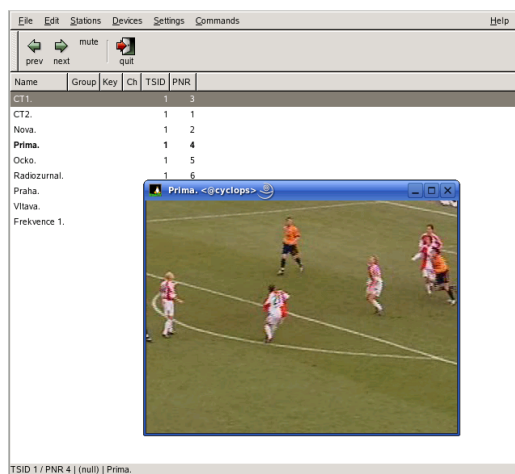 File Edit Stations Devices Settings Commands Help
prev next mute quit
Name Group Key Ch TSID PNR
CT1. 1 3
CT2. 1 1
Nova. 1 2
Prima. 1 4
Ocko. 1 5
Radiozurnal. 1 6
Praha.
Vltava.
Frekvence 1.
Prima. <@cyclops>
TSID 1 / PNR 4 | (null) | Prima.